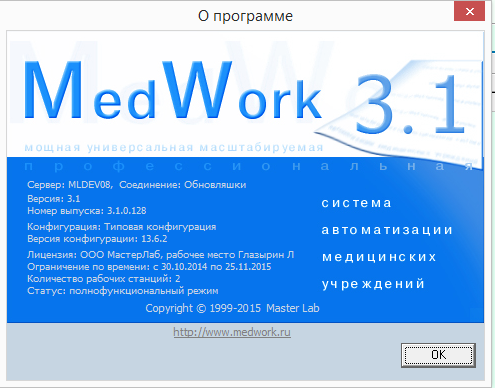 О программе
MedWork 3.1
мощная универсальная масштабируемая
профессиональная
Сервер: MLDEV08, Соединение: Обновляшки
Версия: 3.1
Номер выпуска: 3.1.0.128
Конфигурация: Типовая конфигурация
Версия конфигурации: 13.6.2
Лицензия: ООО МастерЛаб, рабочее место Глазырин Л
Ограничение по времени: с 30.10.2014 по 25.11.2015
Количество рабочих станций: 2
Статус: полнофункциональный режим
система
автоматизации
медицинских
учреждений
Copyright © 1999-2015 Master Lab
http://www.medwork.ru
OK